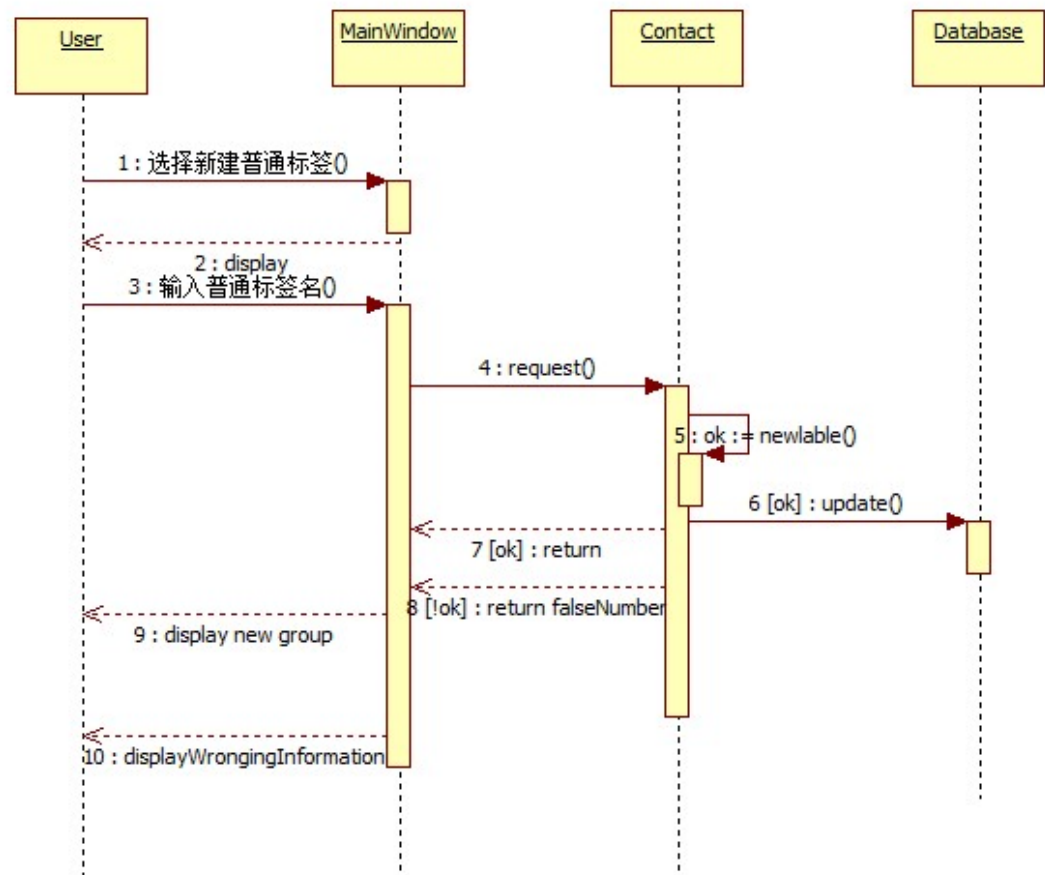 User
MainWindow
Contact
Database
1 : 选择新建普通标签()
2 : display
3 : 输入普通标签名()
4 : request()
5 : ok := newlable()
6 [ok] : update()
7 [ok] : return
8 [!ok] : return falseNumber
9 : display new group
10 : displayWrongingInformation